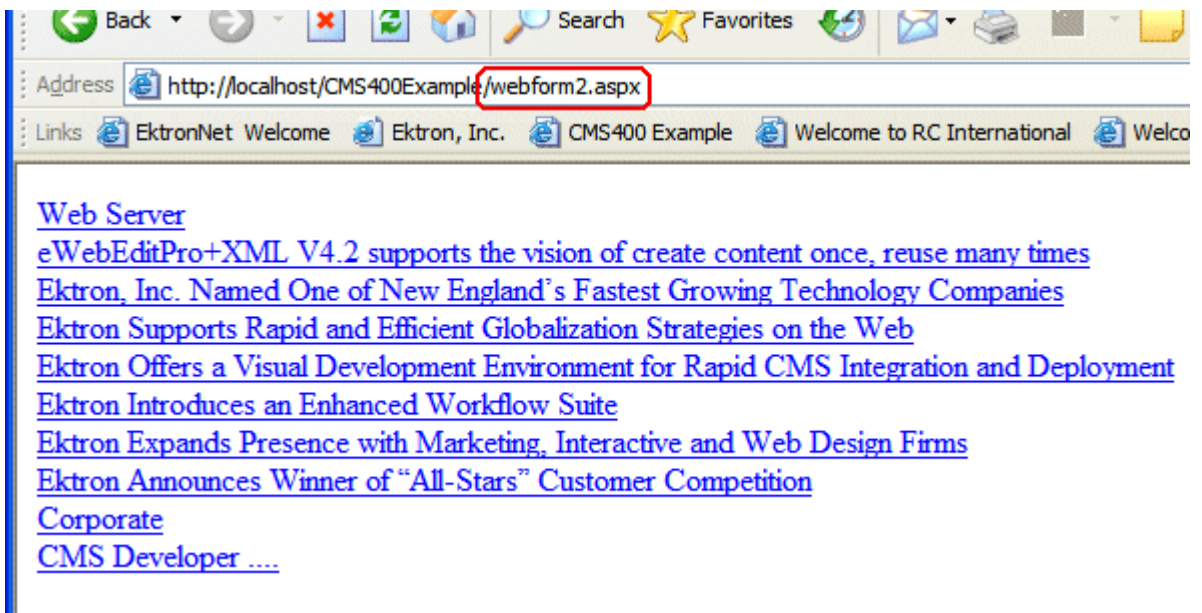 Back Search Favorites
Address http://localhost/CMS400Example/webform2.aspx
Links EktronNet Welcome Ektron, Inc. CMS400 Example Welcome to RC International Welco
Web Server
eWebEditPro+XML V4.2 supports the vision of create content once, reuse many times
Ektron, Inc. Named One of New England’s Fastest Growing Technology Companies
Ektron Supports Rapid and Efficient Globalization Strategies on the Web
Ektron Offers a Visual Development Environment for Rapid CMS Integration and Deployment
Ektron Introduces an Enhanced Workflow Suite
Ektron Expands Presence with Marketing, Interactive and Web Design Firms
Ektron Announces Winner of “All-Stars” Customer Competition
Corporate
CMS Developer ....